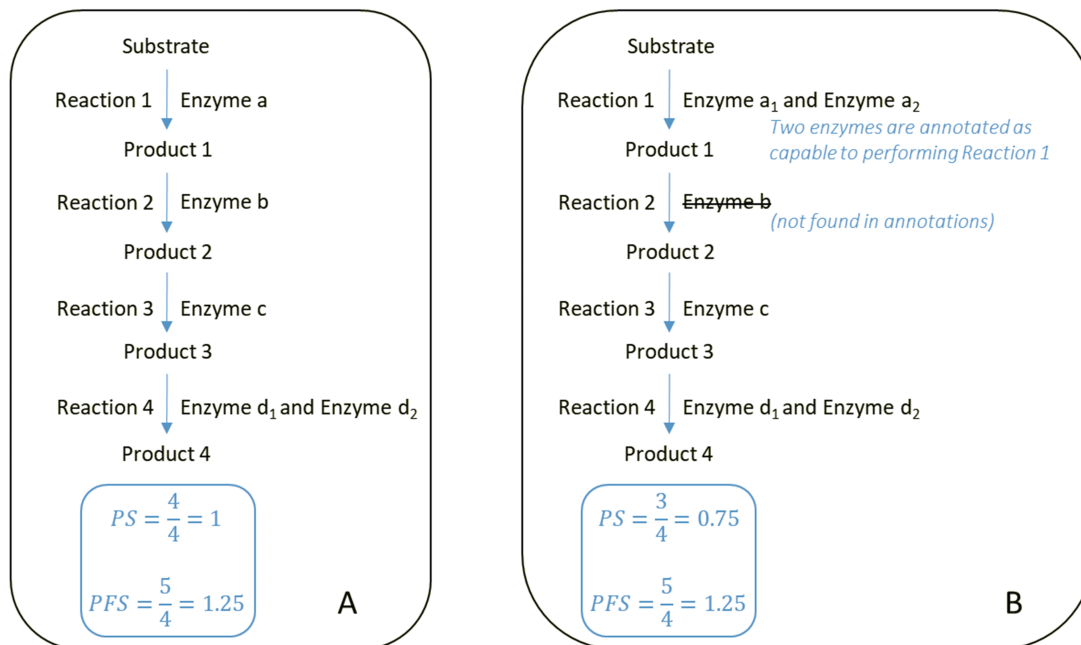 Substrate
Reaction 1 Enzyme a
Product 1
Reaction 2 Enzyme b
Product 2
Reaction 3 Enzyme c
Product 3
Reaction 4 Enzyme d₁ and Enzyme d₂
Product 4
PS = 4/4 = 1
PFS = 5/4 = 1.25
A
Substrate
Reaction 1 Enzyme a₁ and Enzyme a₂
Two enzymes are annotated as
capable to performing Reaction 1
Product 1
Reaction 2 Enzyme b
(not found in annotations)
Product 2
Reaction 3 Enzyme c
Product 3
Reaction 4 Enzyme d₁ and Enzyme d₂
Product 4
PS = 3/4 = 0.75
PFS = 5/4 = 1.25
B